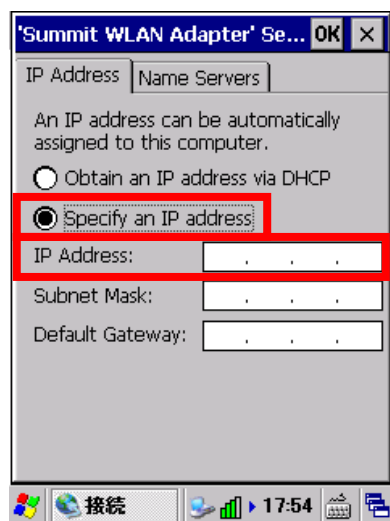 'Summit WLAN Adapter' Se... OK ×
IP Address Name Servers
An IP address can be automatically
assigned to this computer.
Obtain an IP address via DHCP
Specify an IP address
IP Address: . . .
Subnet Mask: . . .
Default Gateway: . . .
接続 17:54